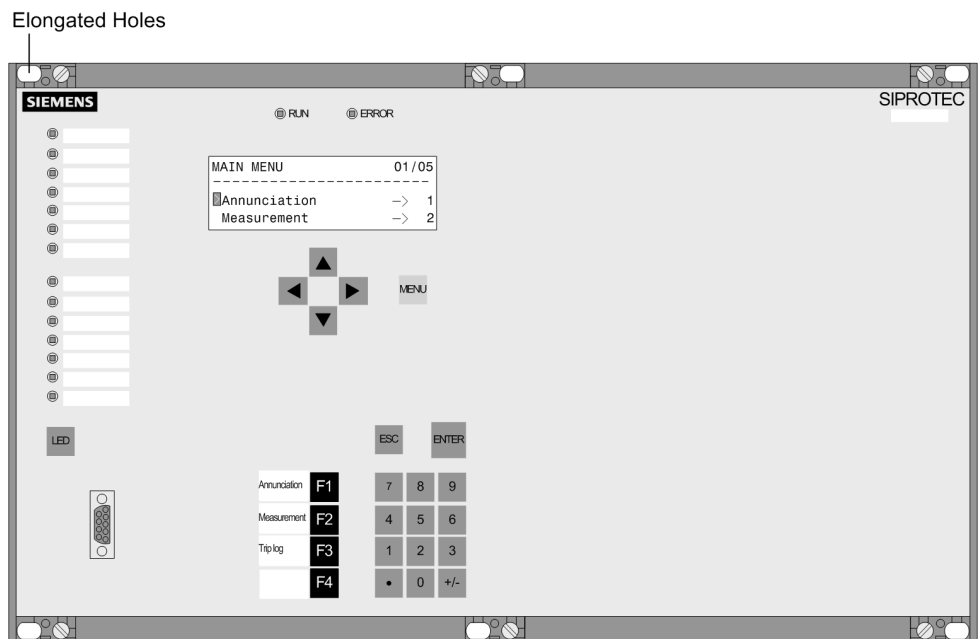 Elongated Holes
SIEMENS
SIPROTEC
RUN
ERROR
MAIN MENU 01/05
--------------------
Annunciation —> 1
Measurement —> 2
MENU
LED
ESC
ENTER
Annunciation F1
7 8 9
Measurement F2
4 5 6
Trip log F3
1 2 3
F4
• 0 +/-